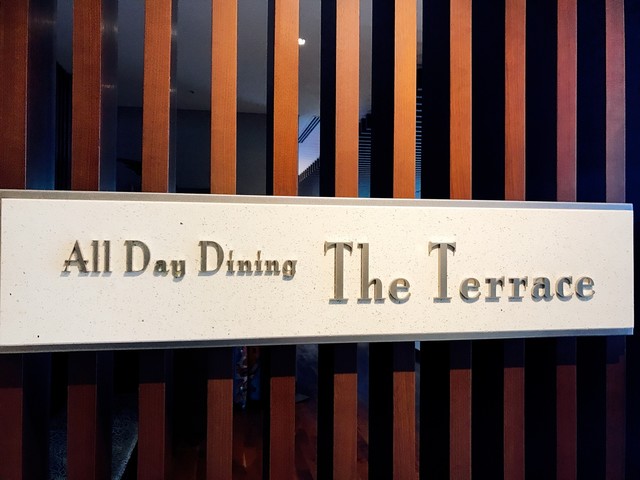 All Day Dining The Terrace